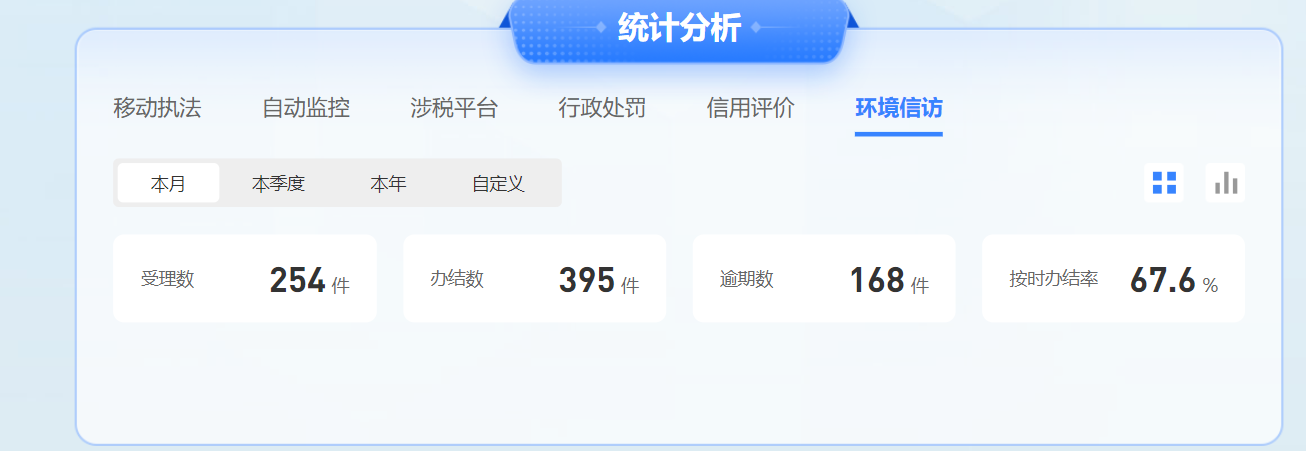 统计分析
移动执法 自动监控 涉税平台 行政处罚 信用评价 环境信访
本月 本季度 本年 自定义
受理数 254 件 办结数 395 件 逾期数 168 件 按时办结率 67.6 %